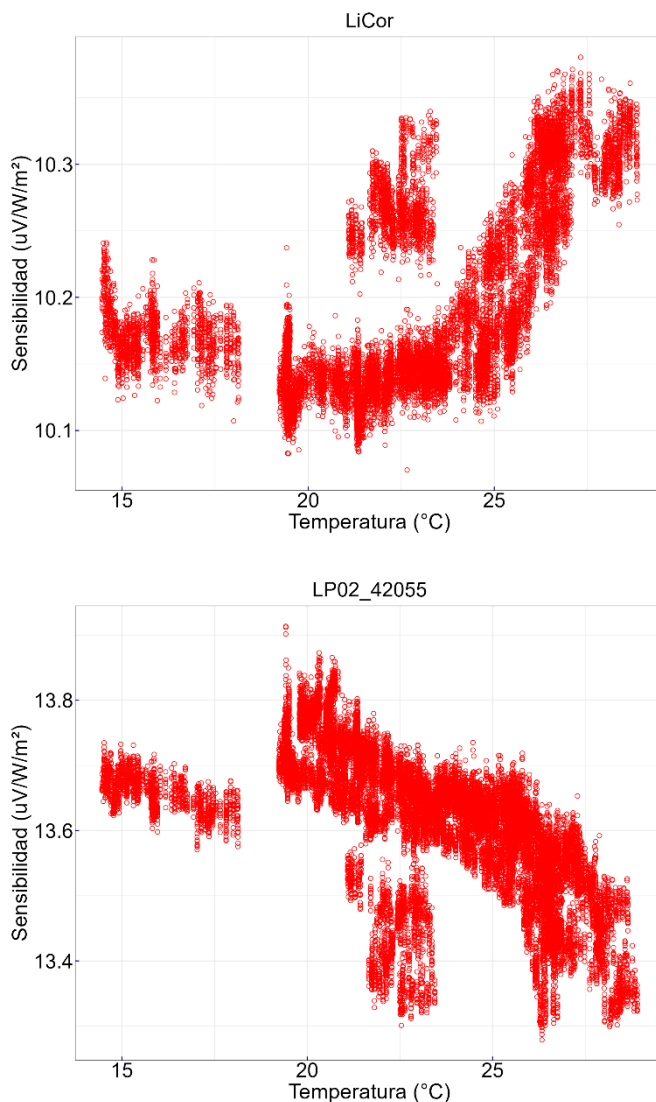 LiCor
Sensibilidad (uV/W/m²)
10.3
10.2
10.1
15 20 25
Temperatura (°C)
LP02_42055
Sensibilidad (uV/W/m²)
13.8
13.6
13.4
15 20 25
Temperatura (°C)